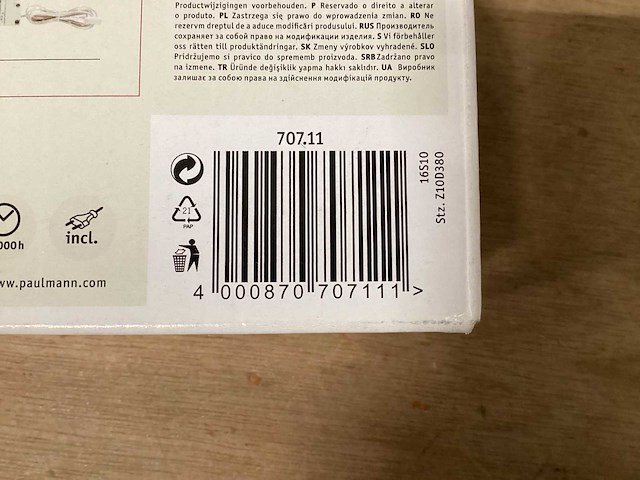 Productwijzigingen voorbehouden. P Reservado o direito a alterar
o produto. PL Zastrzega się prawo do wprowadzenia zmian. RO Ne
rezervm dreptul de a aduce modificări produsului. RUS Производитель
сохраняет за собой право на модификации изделия. S Vi förbehåller
oss rätten till produktändringar. SK Zmeny výrobkov vyhradené. SLO
Pridržujemo si pravico do sprememb proizvoda. SRB Zadržano pravo
na izmene. TR Üründe değişiklik yapma hakkı saklıdır. UA Виробник
залишає за собою права на здійснення модифікацій продукту.
707.11
21
PAP
16S10
Stz. Z10D380
000h
incl.
ww.paulmann.com
4 000870 707111 >